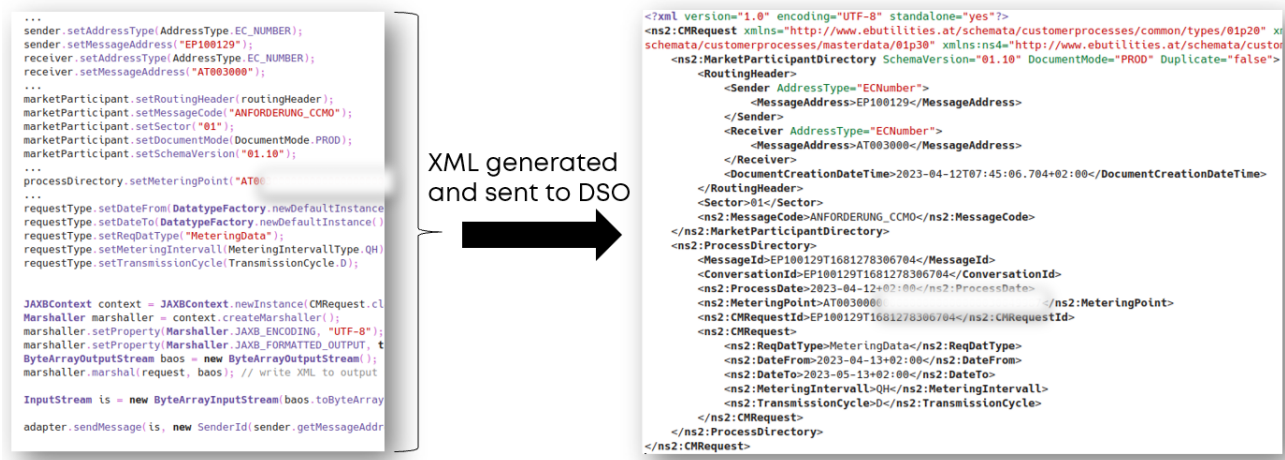 ...
sender.setAddressType(AddressType.EC_NUMBER);
sender.setMessageAddress("EP100129");
receiver.setAddressType(AddressType.EC_NUMBER);
receiver.setMessageAddress("AT003000");
...
marketParticipant.setRoutingHeader(routingHeader);
marketParticipant.setMessageCode("ANFORDERUNG_CCMO");
marketParticipant.setSector("01");
marketParticipant.setDocumentMode(DocumentMode.PROD);
marketParticipant.setSchemaVersion("01.10");
...
processDirectory.setMeteringPoint("AT00
...
requestType.setDateFrom(DatatypeFactory.newDefaultInstance
requestType.setDateTo(DatatypeFactory.newDefaultInstance()
requestType.setReqDatType("MeteringData");
requestType.setMeteringIntervall(MeteringIntervallType.QH)
requestType.setTransmissionCycle(TransmissionCycle.D);
JAXBContext context = JAXBContext.newInstance(CMRequest.cl
Marshaller marshaller = context.createMarshaller();
marshaller.setProperty(Marshaller.JAXB_ENCODING, "UTF-8");
marshaller.setProperty(Marshaller.JAXB_FORMATTED_OUTPUT, t
ByteArrayOutputStream baos = new ByteArrayOutputStream();
marshaller.marshal(request, baos); // write XML to output
InputStream is = new ByteArrayInputStream(baos.toByteArray
adapter.sendMessage(is, new SenderId(sender.getMessageAddr
XML generated
and sent to DSO
<?xml version="1.0" encoding="UTF-8" standalone="yes"?>
<ns2:CMRequest xmlns="http://www.ebutilities.at/schemata/customerprocesses/common/types/01p20" xm
schemata/customerprocesses/masterdata/01p30" xmlns:ns4="http://www.ebutilities.at/schemata/custom
<ns2:MarketParticipantDirectory SchemaVersion="01.10" DocumentMode="PROD" Duplicate="false">
<RoutingHeader>
<Sender AddressType="ECNumber">
<MessageAddress>EP100129</MessageAddress>
</Sender>
<Receiver AddressType="ECNumber">
<MessageAddress>AT003000</MessageAddress>
</Receiver>
<DocumentCreationDateTime>2023-04-12T07:45:06.704+02:00</DocumentCreationDateTime>
</RoutingHeader>
<Sector>01</Sector>
<ns2:MessageCode>ANFORDERUNG_CCMO</ns2:MessageCode>
</ns2:MarketParticipantDirectory>
<ns2:ProcessDirectory>
<MessageId>EP100129T1681278306704</MessageId>
<ConversationId>EP100129T1681278306704</ConversationId>
<ns2:ProcessDate>2023-04-12+02:00</ns2:ProcessDate>
<ns2:MeteringPoint>AT0030000 </ns2:MeteringPoint>
<ns2:CMRequestId>EP100129T1681278306704</ns2:CMRequestId>
<ns2:CMRequest>
<ns2:ReqDatType>MeteringData</ns2:ReqDatType>
<ns2:DateFrom>2023-04-13+02:00</ns2:DateFrom>
<ns2:DateTo>2023-05-13+02:00</ns2:DateTo>
<ns2:MeteringIntervall>QH</ns2:MeteringIntervall>
<ns2:TransmissionCycle>D</ns2:TransmissionCycle>
</ns2:CMRequest>
</ns2:ProcessDirectory>
</ns2:CMRequest>